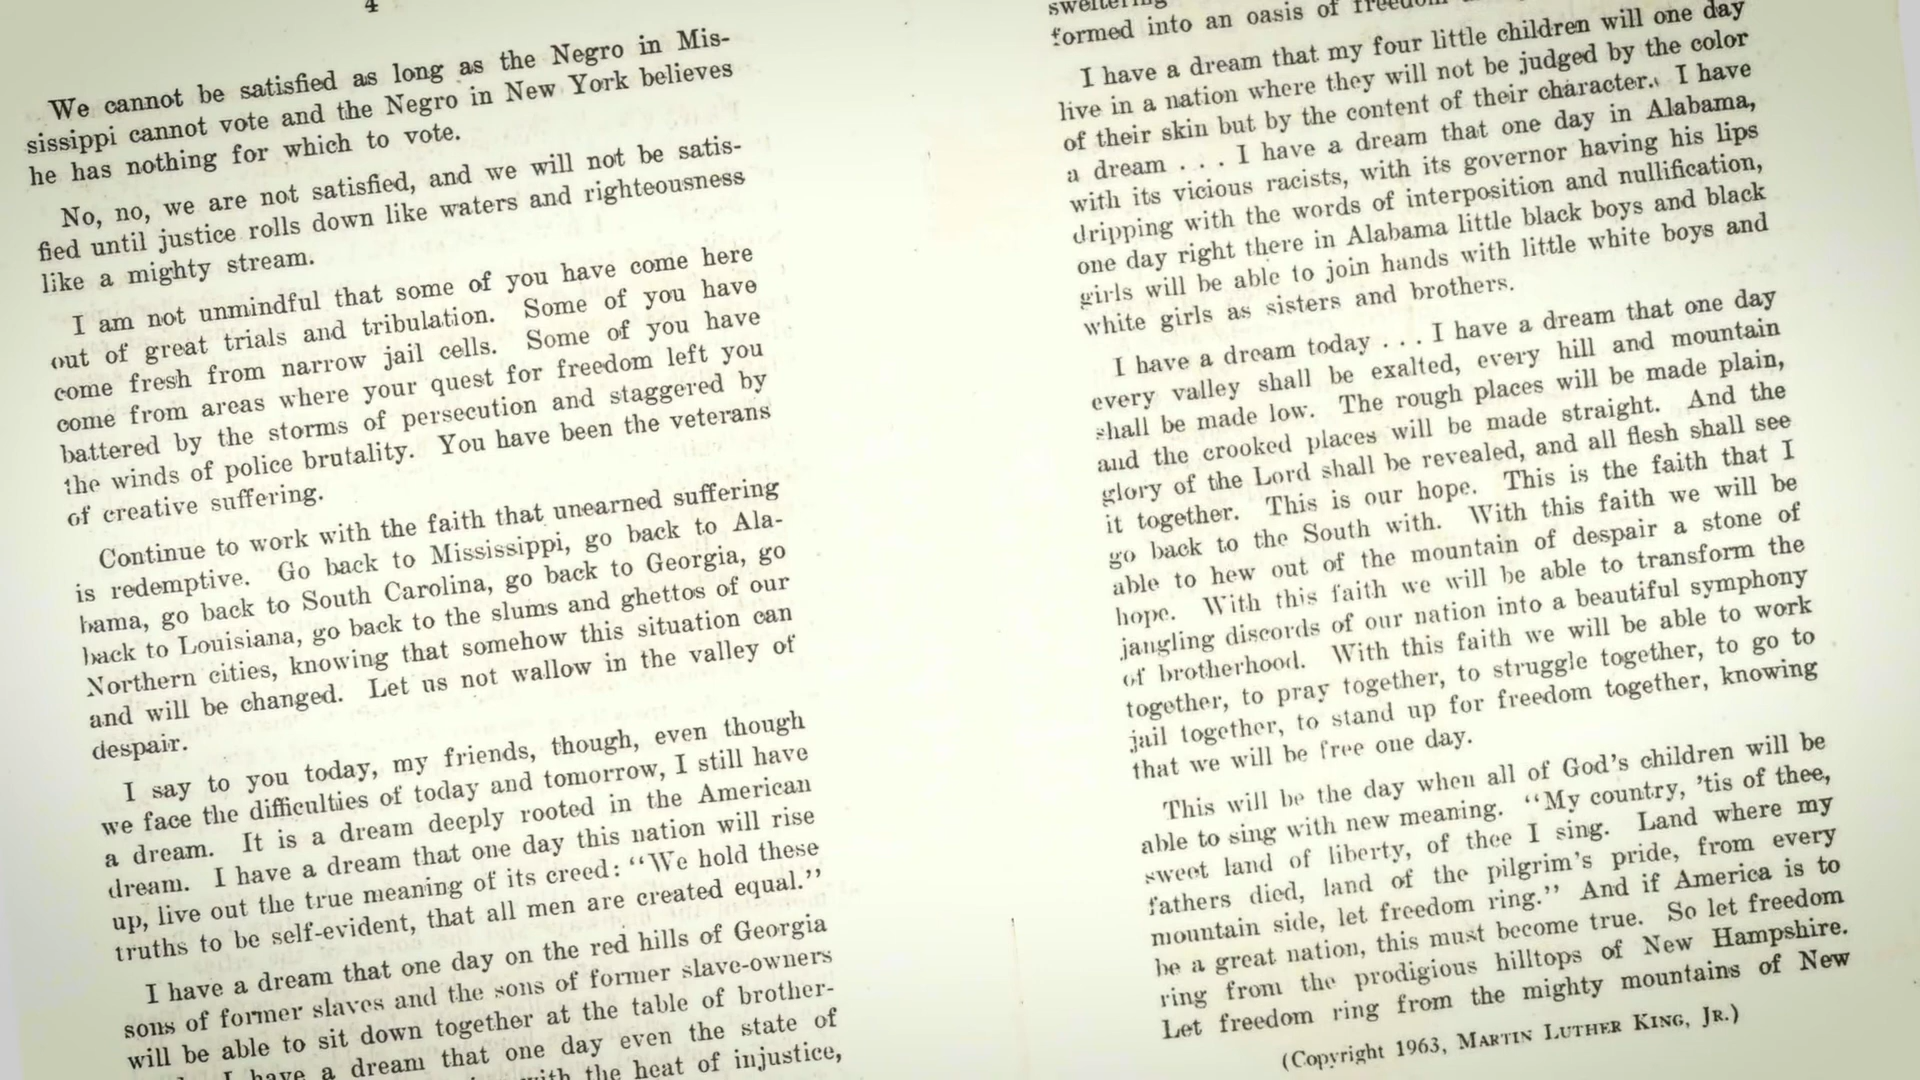 4
We cannot be satisfied as long as the Negro in Mis-
sissippi cannot vote and the Negro in New York believes
he has nothing for which to vote.
No, no, we are not satisfied, and we will not be satis-
fied until justice rolls down like waters and righteousness
like a mighty stream.
I am not unmindful that some of you have come here
out of great trials and tribulation. Some of you have
come fresh from narrow jail cells. Some of you have
come from areas where your quest for freedom left you
battered by the storms of persecution and staggered by
the winds of police brutality. You have been the veterans
of creative suffering.
Continue to work with the faith that unearned suffering
is redemptive. Go back to Mississippi, go back to Ala-
bama, go back to South Carolina, go back to Georgia, go
back to Louisiana, go back to the slums and ghettos of our
Northern cities, knowing that somehow this situation can
and will be changed. Let us not wallow in the valley of
despair.
I say to you today, my friends, though, even though
we face the difficulties of today and tomorrow, I still have
a dream. It is a dream deeply rooted in the American
dream. I have a dream that one day this nation will rise
up, live out the true meaning of its creed: "We hold these
truths to be self-evident, that all men are created equal."
I have a dream that one day on the red hills of Georgia
sons of former slaves and the sons of former slave-owners
will be able to sit down together at the table of brother-
I have a dream that one day even the state of
with the heat of injustice,
sweltering
formed into an oasis of freedom
I have a dream that my four little children will one day
live in a nation where they will not be judged by the color
of their skin but by the content of their character. I have
a dream . . . I have a dream that one day in Alabama,
with its vicious racists, with its governor having his lips
dripping with the words of interposition and nullification,
one day right there in Alabama little black boys and black
girls will be able to join hands with little white boys and
white girls as sisters and brothers.
I have a dream today . . . I have a dream that one day
every valley shall be exalted, every hill and mountain
shall be made low. The rough places will be made plain,
and the crooked places will be made straight. And the
glory of the Lord shall be revealed, and all flesh shall see
it together. This is our hope. This is the faith that I
go back to the South with. With this faith we will be
able to hew out of the mountain of despair a stone of
hope. With this faith we will be able to transform the
jangling discords of our nation into a beautiful symphony
of brotherhood. With this faith we will be able to work
together, to pray together, to struggle together, to go to
jail together, to stand up for freedom together, knowing
that we will be free one day.
This will be the day when all of God's children will be
able to sing with new meaning. "My country, 'tis of thee,
sweet land of liberty, of thee I sing. Land where my
fathers died, land of the pilgrim's pride, from every
mountain side, let freedom ring." And if America is to
be a great nation, this must become true. So let freedom
ring from the prodigious hilltops of New Hampshire.
Let freedom ring from the mighty mountains of New
(Copyright 1963, MARTIN LUTHER KING, JR.)